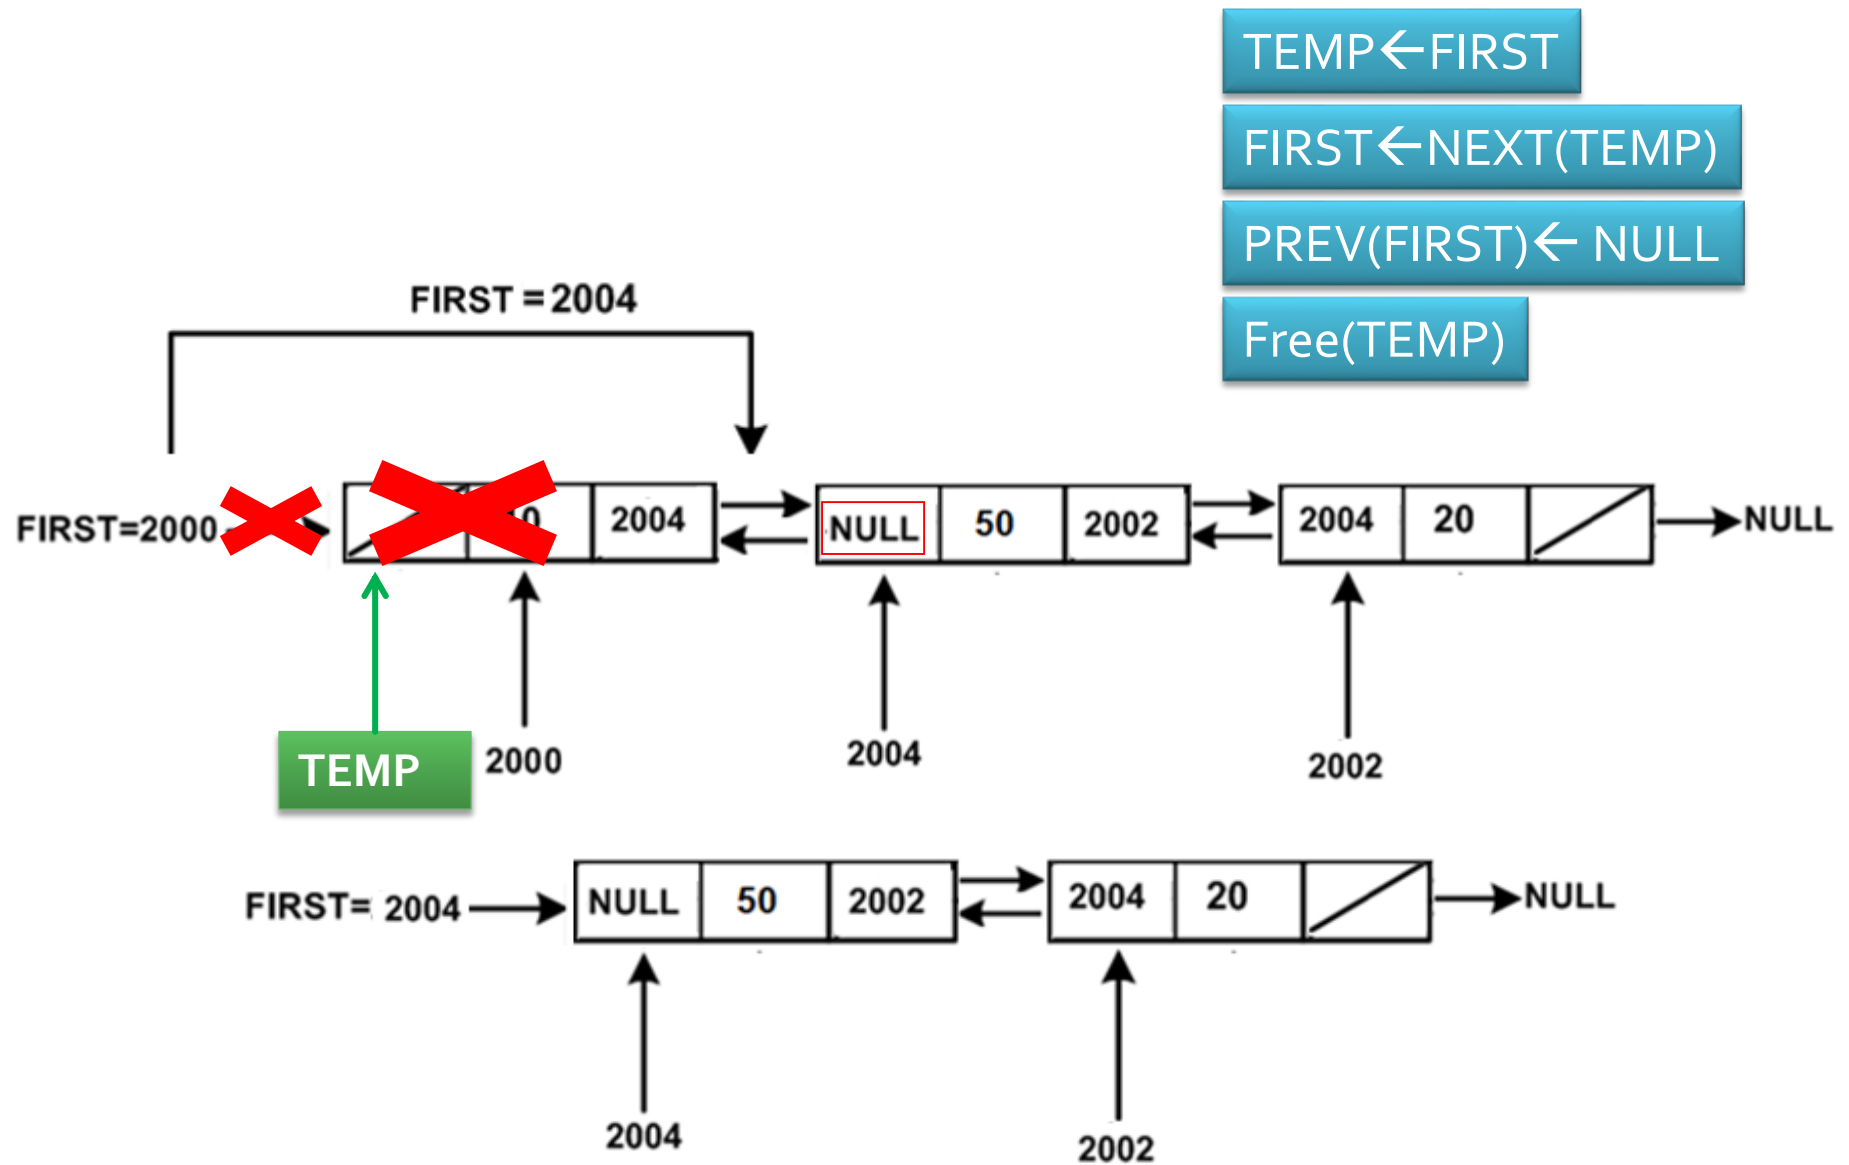 TEMP←FIRST
FIRST←NEXT(TEMP)
PREV(FIRST)← NULL
Free(TEMP)
FIRST = 2004
FIRST=2000
2004
NULL 50 2002
2004 20
NULL
TEMP
2000
2004
2002
FIRST= 2004
NULL 50 2002
2004 20
NULL
2004
2002